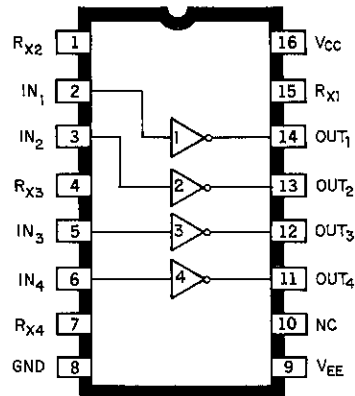 RX2 1 16 VCC
IN1 2 15 RX1
IN2 3 1 14 OUT1
RX3 4 2 13 OUT2
IN3 5 3 12 OUT3
IN4 6 4 11 OUT4
RX4 7 10 NC
GND 8 9 VEE